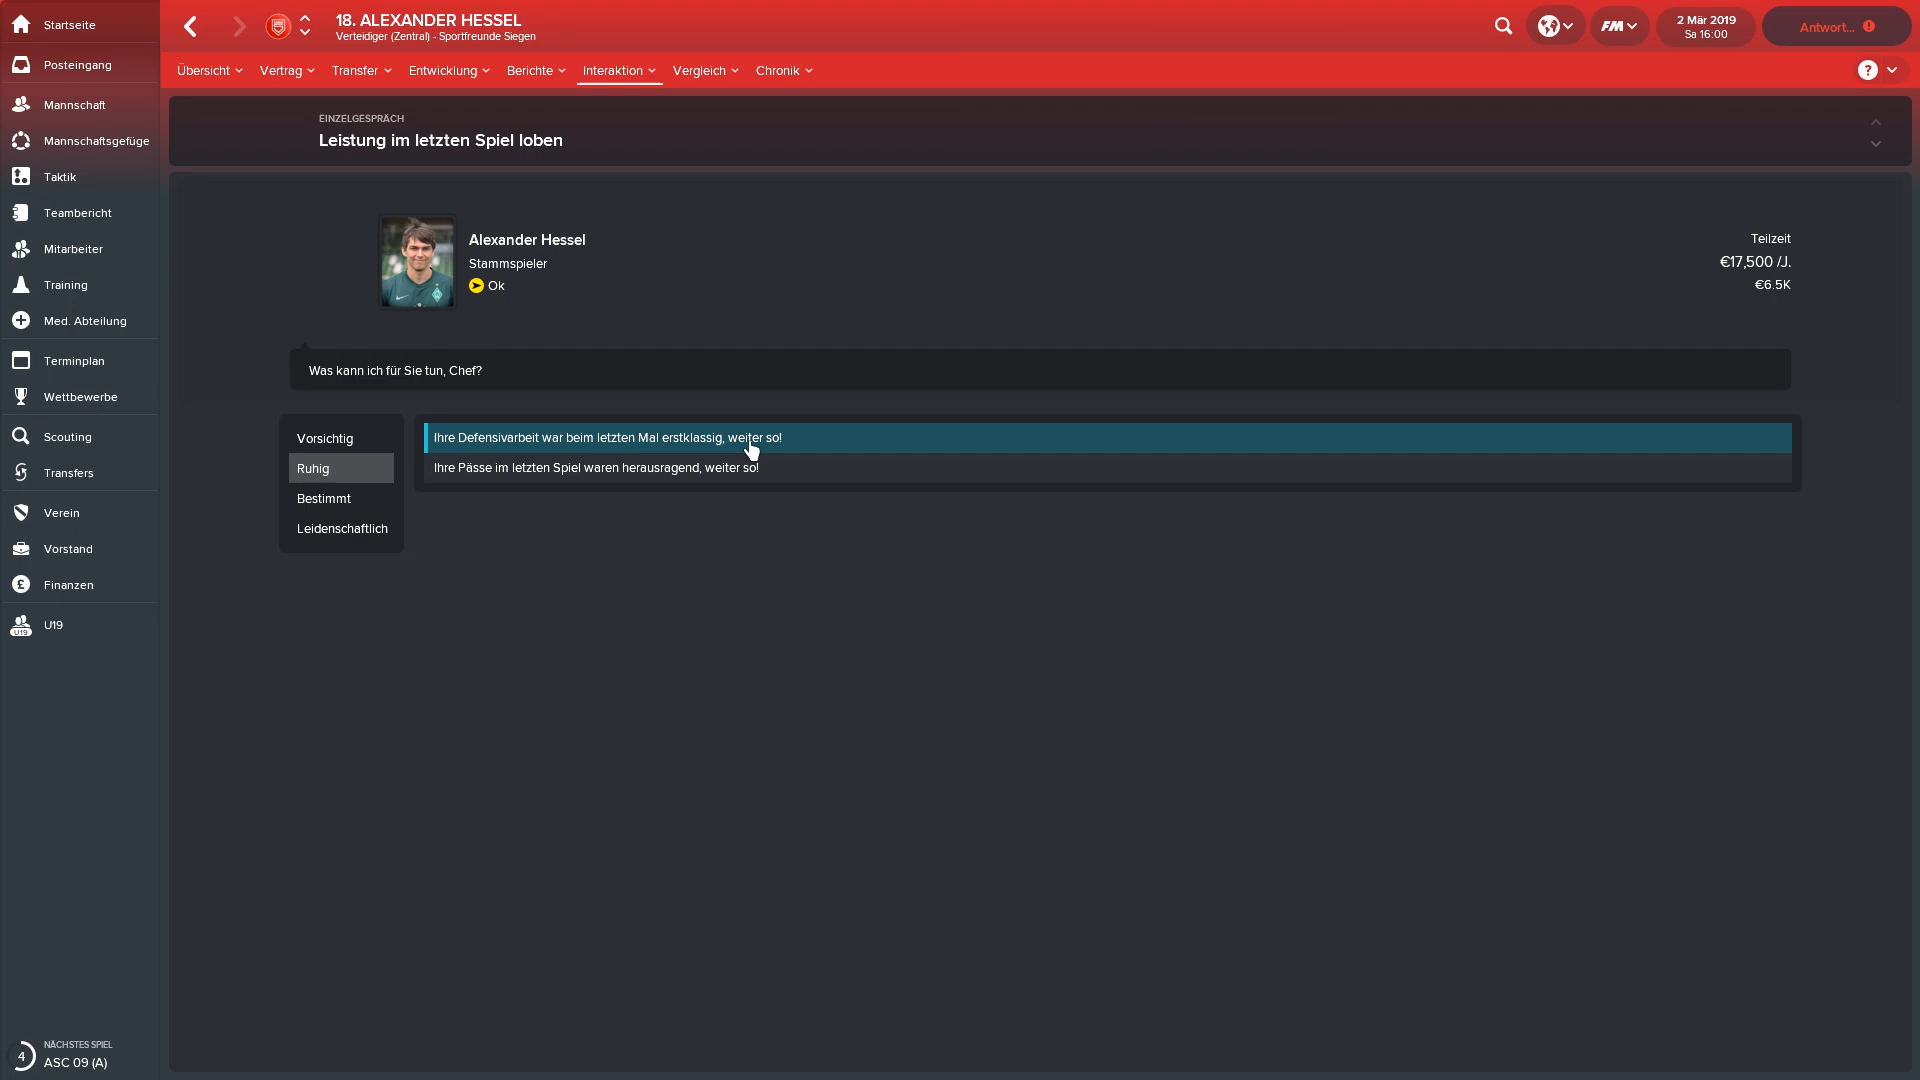 Startseite
Posteingang
Mannschaft
Mannschaftsgefüge
Taktik
Teambericht
Mitarbeiter
Training
Med. Abteilung
Terminplan
Wettbewerbe
Scouting
Transfers
Verein
Vorstand
Finanzen
U19
U19
4
NÄCHSTES SPIEL
ASC 09 (A)
18. ALEXANDER HESSEL
Verteidiger (Zentral) - Sportfreunde Siegen
FM
2 Mär 2019
Sa 16:00
Antwort...
Übersicht
Vertrag
Transfer
Entwicklung
Berichte
Interaktion
Vergleich
Chronik
?
EINZELGESPRÄCH
Leistung im letzten Spiel loben
Alexander Hessel
Stammspieler
Ok
Teilzeit
€17,500 /J.
€6.5K
Was kann ich für Sie tun, Chef?
Vorsichtig
Ruhig
Bestimmt
Leidenschaftlich
Ihre Defensivarbeit war beim letzten Mal erstklassig, weiter so!
Ihre Pässe im letzten Spiel waren herausragend, weiter so!